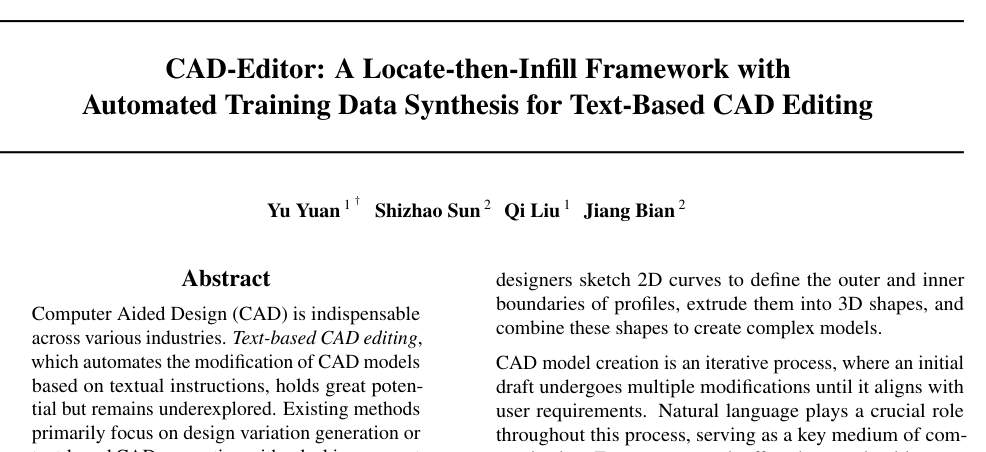 CAD-Editor: A Locate-then-Infill Framework with
Automated Training Data Synthesis for Text-Based CAD Editing
Yu Yuan 1 † Shizhao Sun 2 Qi Liu 1 Jiang Bian 2
Abstract
Computer Aided Design (CAD) is indispensable
across various industries. Text-based CAD editing,
which automates the modification of CAD models
based on textual instructions, holds great poten-
tial but remains underexplored. Existing methods
primarily focus on design variation generation or
designers sketch 2D curves to define the outer and inner
boundaries of profiles, extrude them into 3D shapes, and
combine these shapes to create complex models.
CAD model creation is an iterative process, where an initial
draft undergoes multiple modifications until it aligns with
user requirements. Natural language plays a crucial role
throughout this process, serving as a key medium of com-